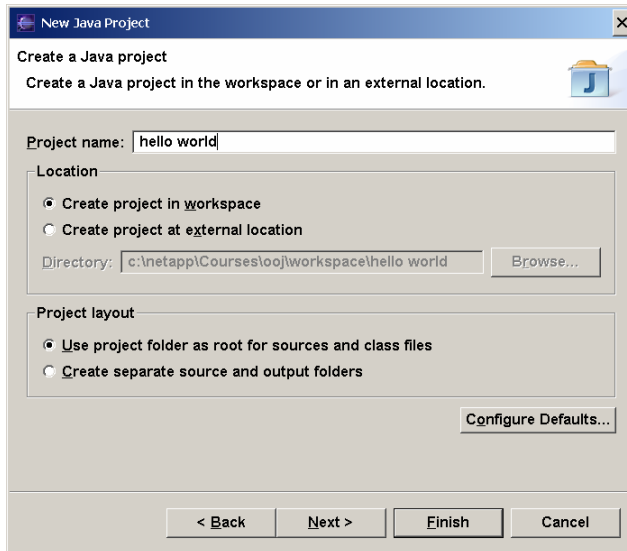 New Java Project
Create a Java project
Create a Java project in the workspace or in an external location.
J
Project name: hello world
Location
Create project in workspace
Create project at external location
Directory: c:\netapp\Courses\ooj\workspace\hello world Browse...
Project layout
Use project folder as root for sources and class files
Create separate source and output folders
Configure Defaults...
< Back Next > Finish Cancel